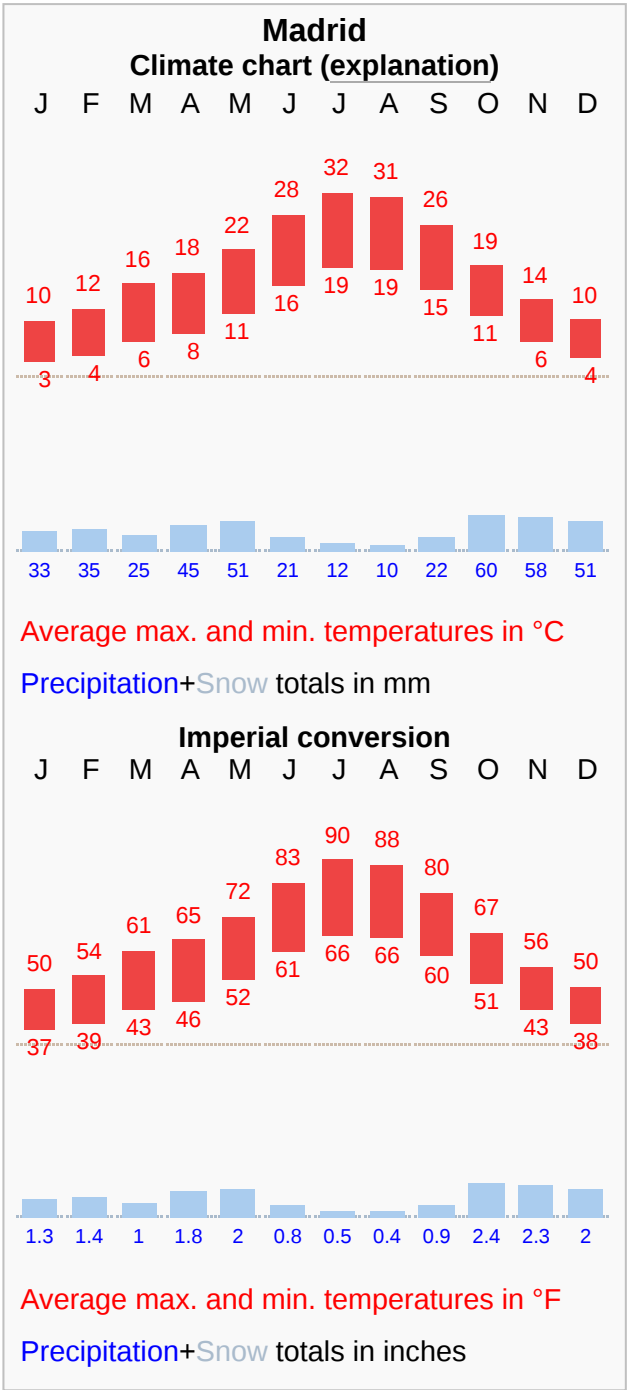 Madrid
Climate chart (explanation)
J F M A M J J A S O N D
10 12 16 18 22 28 32 31 26 19 14 10
3 4 6 8 11 16 19 19 15 11 6 4
33 35 25 45 51 21 12 10 22 60 58 51
Average max. and min. temperatures in °C
Precipitation+Snow totals in mm
Imperial conversion
J F M A M J J A S O N D
50 54 61 65 72 83 90 88 80 67 56 50
37 39 43 46 52 61 66 66 60 51 43 38
1.3 1.4 1 1.8 2 0.8 0.5 0.4 0.9 2.4 2.3 2
Average max. and min. temperatures in °F
Precipitation+Snow totals in inches